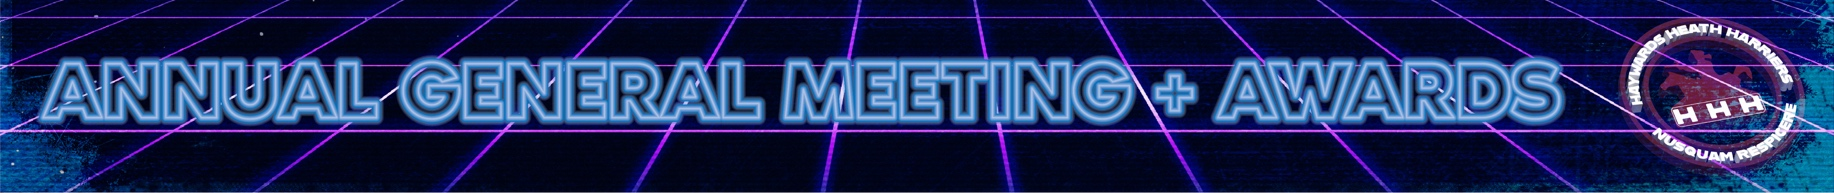 ANNUAL GENERAL MEETING + AWARDS
HAYWARDS HEATH HARRIERS
HHH
NUSQUAM RESPICERE